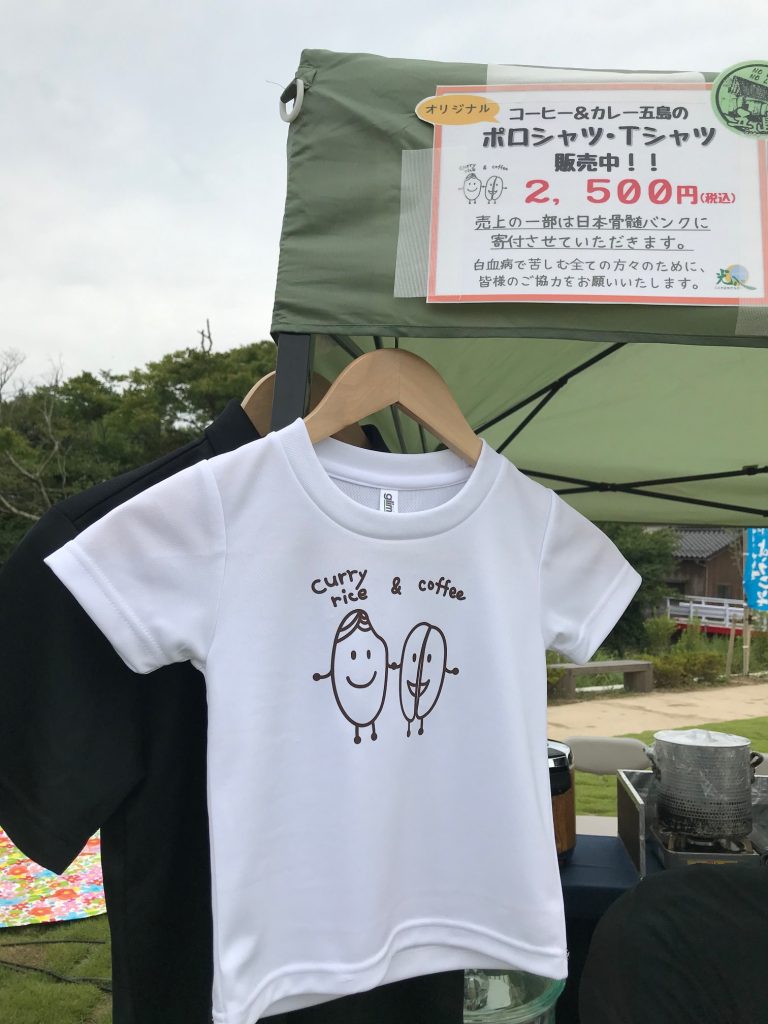 オリジナル
コーヒー&カレー五島の
ポロシャツ・Tシャツ
販売中！！
curry rice & coffee
2，500円(税込)
売上の一部は日本骨髄バンクに
寄付させていただきます。
白血病で苦しむ全ての方々のために、
皆様のご協力をお願いいたします。
glim
curry
rice & coffee